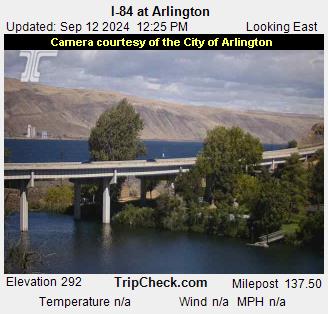 I-84 at Arlington
Updated: Sep 12 2024 12:25 PM Looking East
Camera courtesy of the City of Arlington
Elevation 292 TripCheck.com Milepost 137.50
Temperature n/a Wind n/a MPH n/a